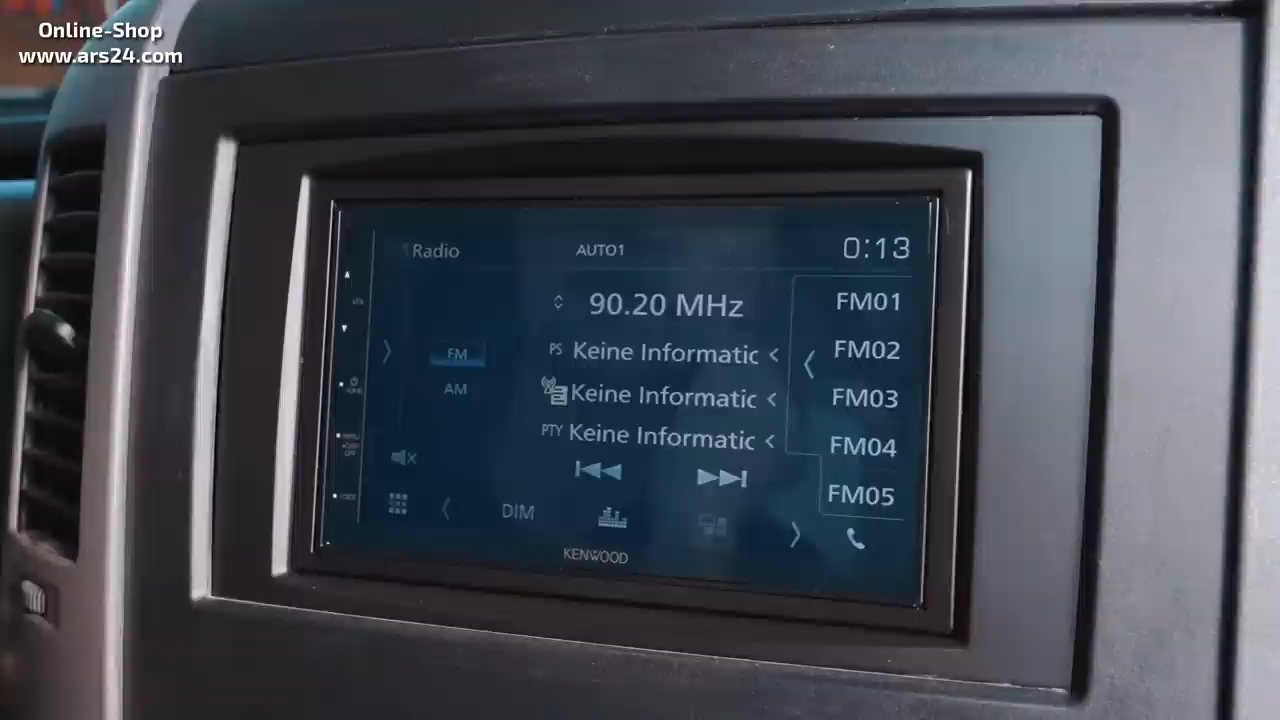 Online-Shop
www.ars24.com
Radio
AUTO1
0:13
90.20 MHz
FM
AM
PS Keine Informatic
Keine Informatic
PTY Keine Informatic
FM01
FM02
FM03
FM04
FM05
DIM
KENWOOD